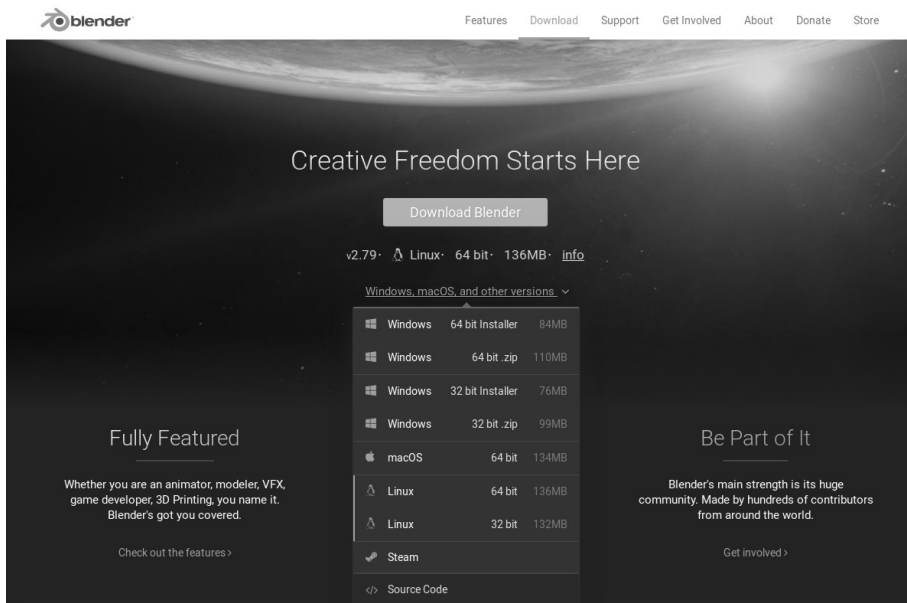 blender
Features Download Support Get Involved About Donate Store
Creative Freedom Starts Here
Download Blender
v2.79· Linux· 64 bit· 136MB· info
Windows, macOS, and other versions
Windows 64 bit Installer 84MB
Windows 64 bit .zip 110MB
Windows 32 bit Installer 76MB
Windows 32 bit .zip 99MB
macOS 64 bit 134MB
Linux 64 bit 136MB
Linux 32 bit 132MB
Steam
</> Source Code
Fully Featured
Whether you are an animator, modeler, VFX,
game developer, 3D Printing, you name it.
Blender's got you covered.
Check out the features ›
Be Part of It
Blender's main strength is its huge
community. Made by hundreds of contributors
from around the world.
Get involved ›